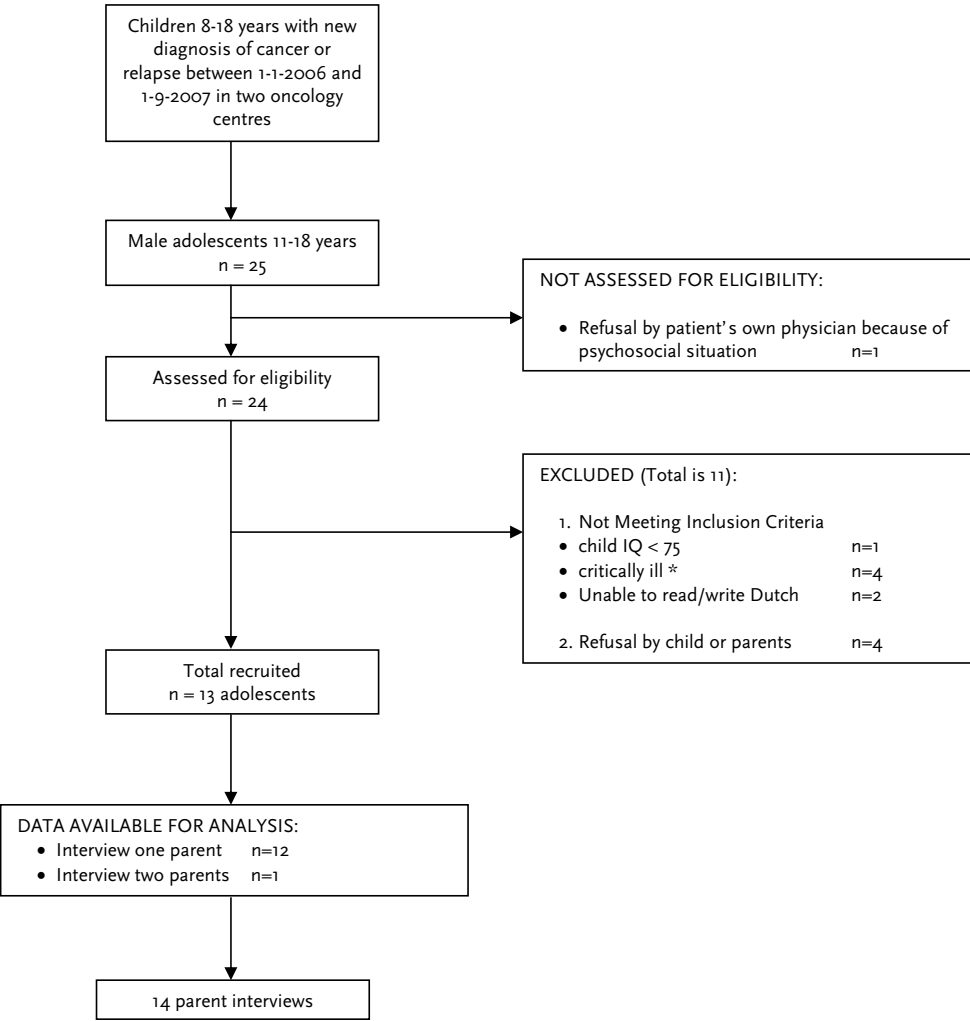 Children 8-18 years with new
diagnosis of cancer or
relapse between 1-1-2006 and
1-9-2007 in two oncology
centres
Male adolescents 11-18 years
n = 25
NOT ASSESSED FOR ELIGIBILITY:
• Refusal by patient's own physician because of
psychosocial situation n=1
Assessed for eligibility
n = 24
EXCLUDED (Total is 11):
1. Not Meeting Inclusion Criteria
• child IQ < 75 n=1
• critically ill * n=4
• Unable to read/write Dutch n=2
2. Refusal by child or parents n=4
Total recruited
n = 13 adolescents
DATA AVAILABLE FOR ANALYSIS:
• Interview one parent n=12
• Interview two parents n=1
14 parent interviews